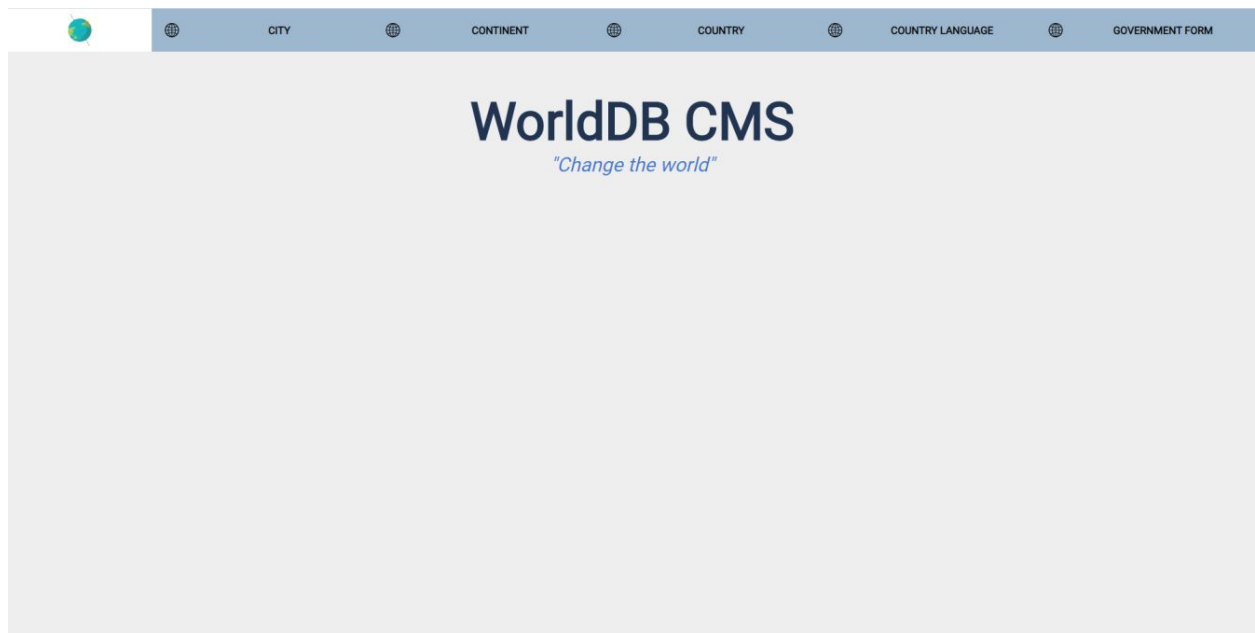 CITY CONTINENT COUNTRY COUNTRY LANGUAGE GOVERNMENT FORM
WorldDB CMS
"Change the world"